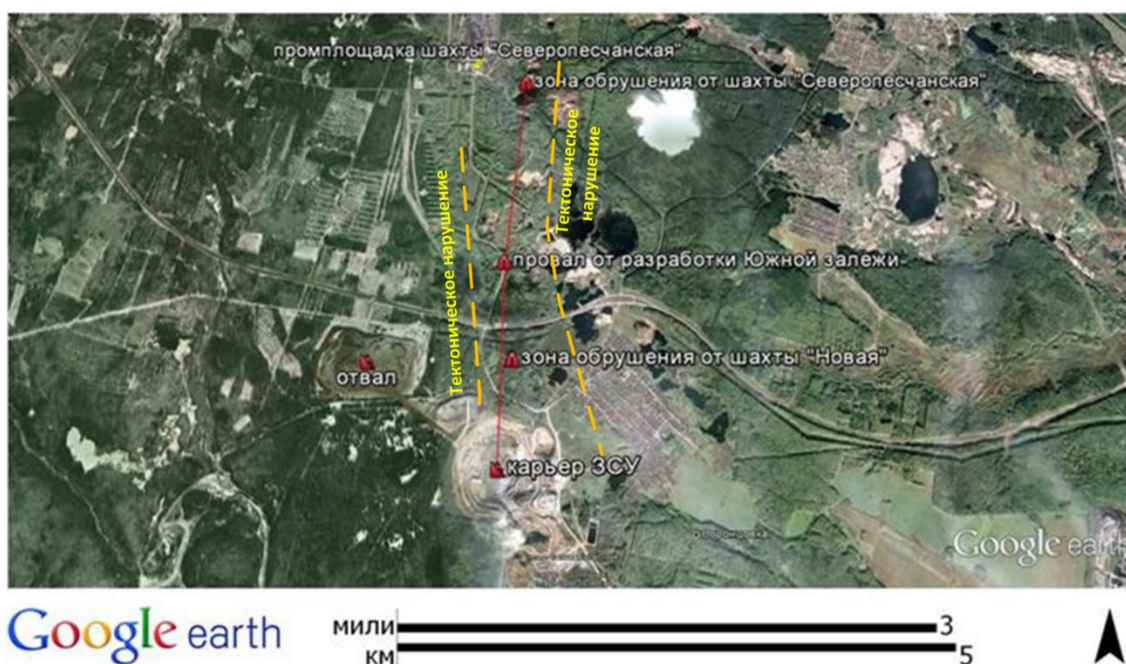 промплощадка шахты "Северопесчанская"
зона обрушения от шахты "Северопесчанская"
Тектоническое
нарушение
Тектоническое нарушение
провал от разработки Южной залежи
зона обрушения от шахты "Новая"
отвал
карьер ЗСУ
Google earth
Google earth
мили 3
км 5